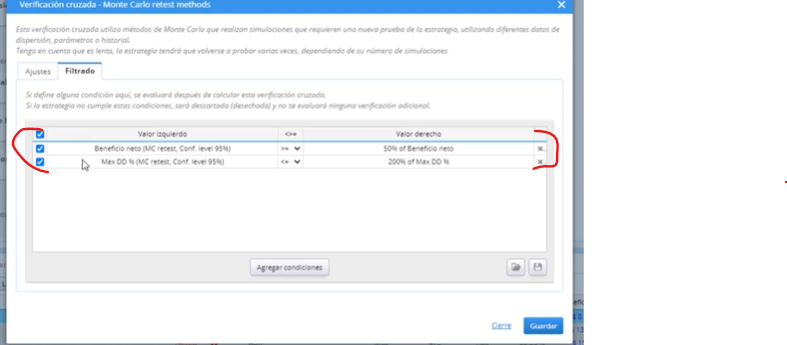 Verificación cruzada - Monte Carlo retest methods
Esta verificación cruzada utiliza métodos de Monte Carlo que realizan simulaciones que requieren una nueva prueba de la estrategia, utilizando diferentes datos de
dispersión, parámetros o historial.
Tenga en cuenta que es lenta, la estrategia tendrá que volverse a probar varias veces, dependiendo de su número de simulaciones
Ajustes Filtrado
Si define alguna condición aquí, se evaluará después de calcular esta verificación cruzada.
Si la estrategia no cumple estas condiciones, será descartada (desechada) y no se evaluará ninguna verificación adicional.
Valor izquierdo <>= Valor derecho
Beneficio neto (MC retest, Conf. level 95%) >= 50% of Beneficio neto
Max DD % (MC retest, Conf. level 95%) <= 200% of Max DD %
Agregar condiciones
Cierre Guardar